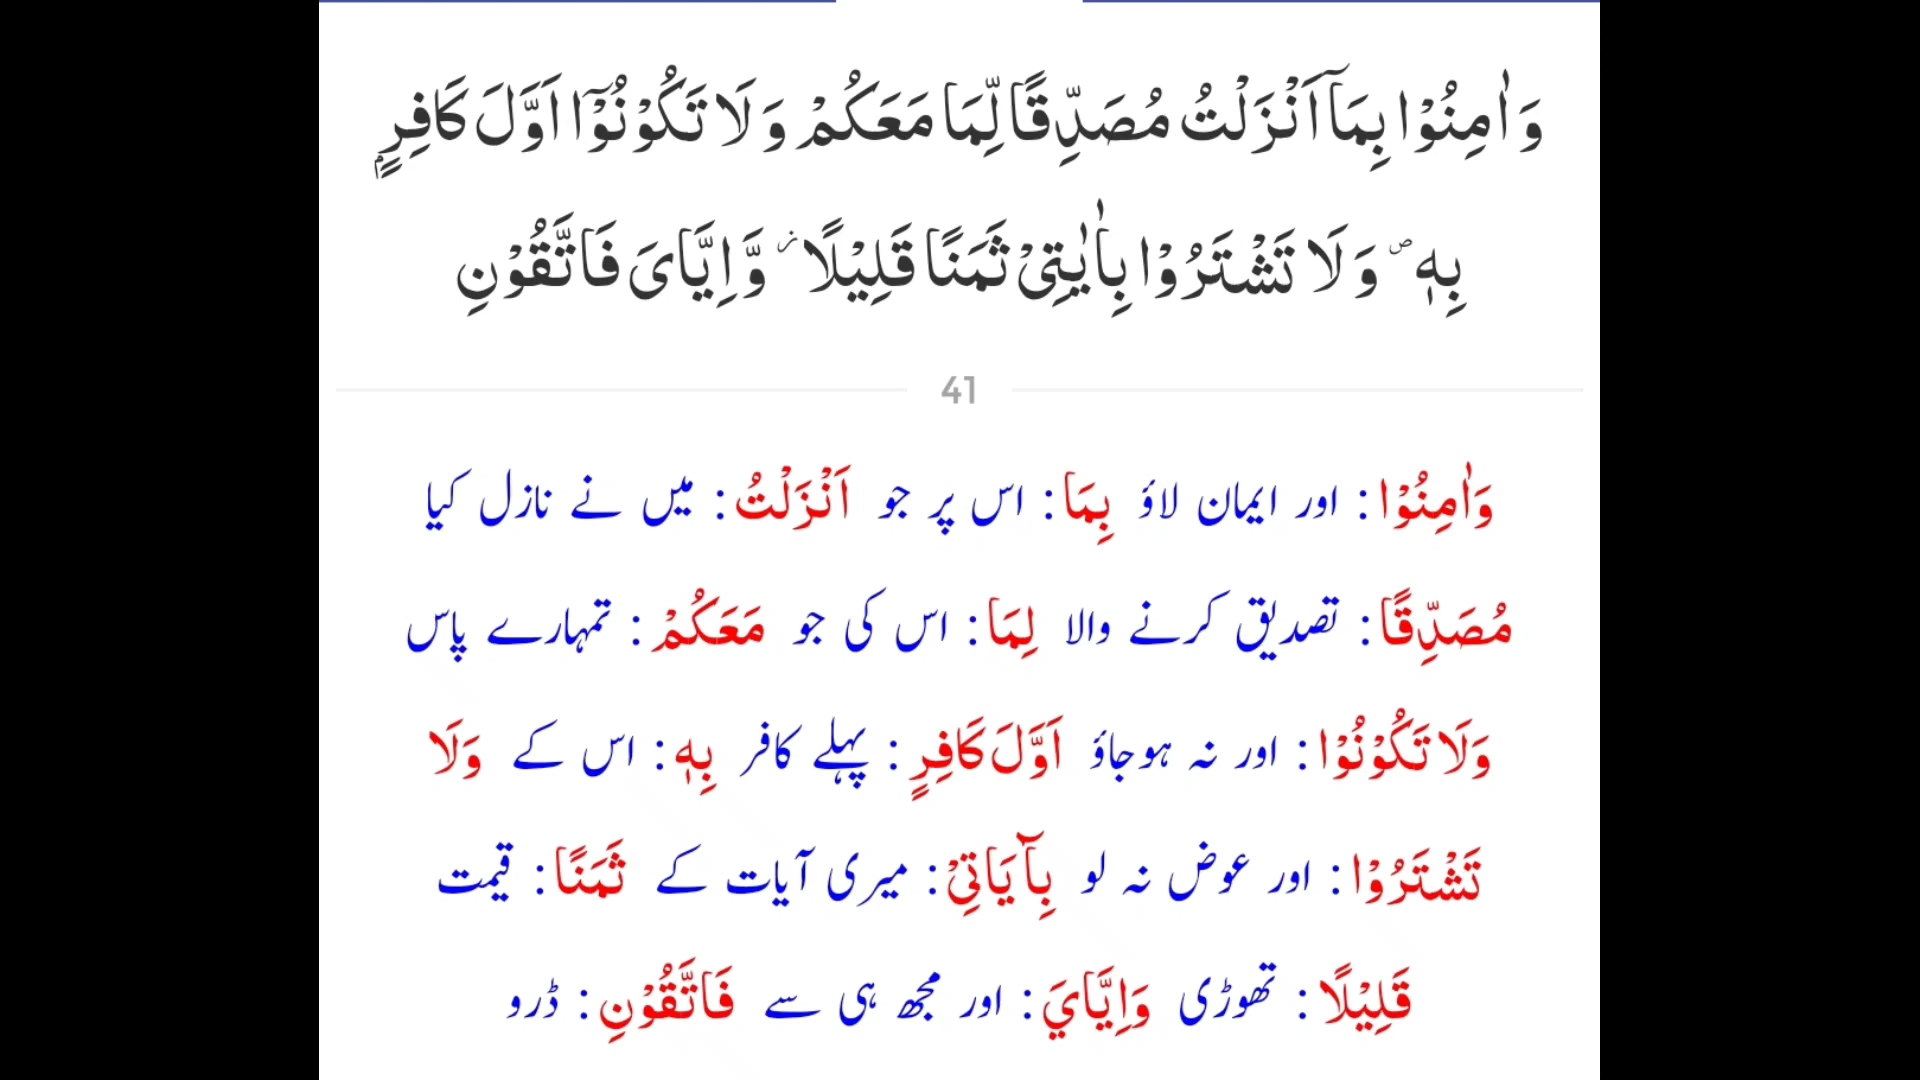 وَاٰمِنُوۡا بِمَآ اَنۡزَلۡتُ مُصَدِّقًا لِّمَا مَعَكُمۡ وَلَا تَكُوۡنُوۡٓا اَوَّلَ كَافِرٍۢ
بِهٖ‌ ۖ وَلَا تَشۡتَرُوۡا بِاٰيٰتِىۡ ثَمَنًا قَلِيۡلًا ۟ وَّاِيَّاىَ فَاتَّقُوۡنِ
41
وَاٰمِنُوْا : اور ایمان لاؤ بِمَا : اس پر جو اَنْزَلْتُ : میں نے نازل کیا
مُصَدِّقًا : تصدیق کرنے والا لِمَا : اس کی جو مَعَكُمْ : تمہارے پاس
وَلَا تَكُوْنُوْا : اور نہ ہوجاؤ اَوَّلَ كَافِرٍ : پہلے کافر بِهٖ : اس کے وَلَا
تَشْتَرُوْا : اور عوض نہ لو بِآيَاتِیْ : میری آیات کے ثَمَنًا : قیمت
قَلِيْلًا : تھوڑی وَاِيَّايَ : اور مجھ ہی سے فَاتَّقُوْنِ : ڈرو